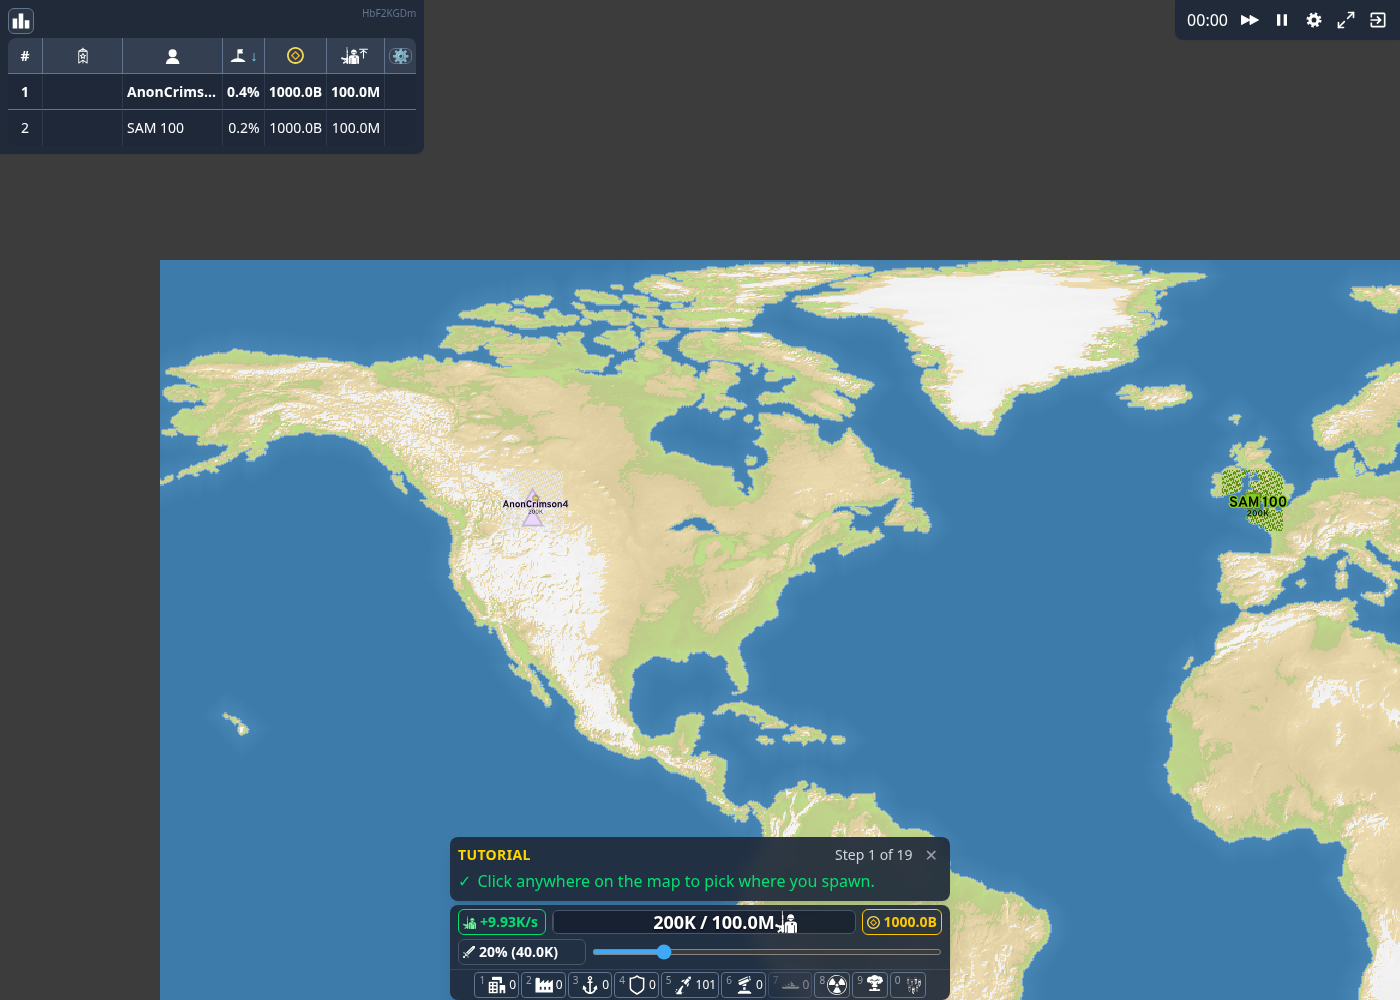 HbF2KGDm
00:00
#
↓
1 AnonCrims... 0.4% 1000.0B 100.0M
2 SAM 100 0.2% 1000.0B 100.0M
AnonCrimson4
200K
SAM 100
200K
TUTORIAL Step 1 of 19 ✕
✓ Click anywhere on the map to pick where you spawn.
+9.93K/s 200K / 100.0M 1000.0B
20% (40.0K)
1 0 2 0 3 0 4 0 5 101 6 0 7 0 8 9 0